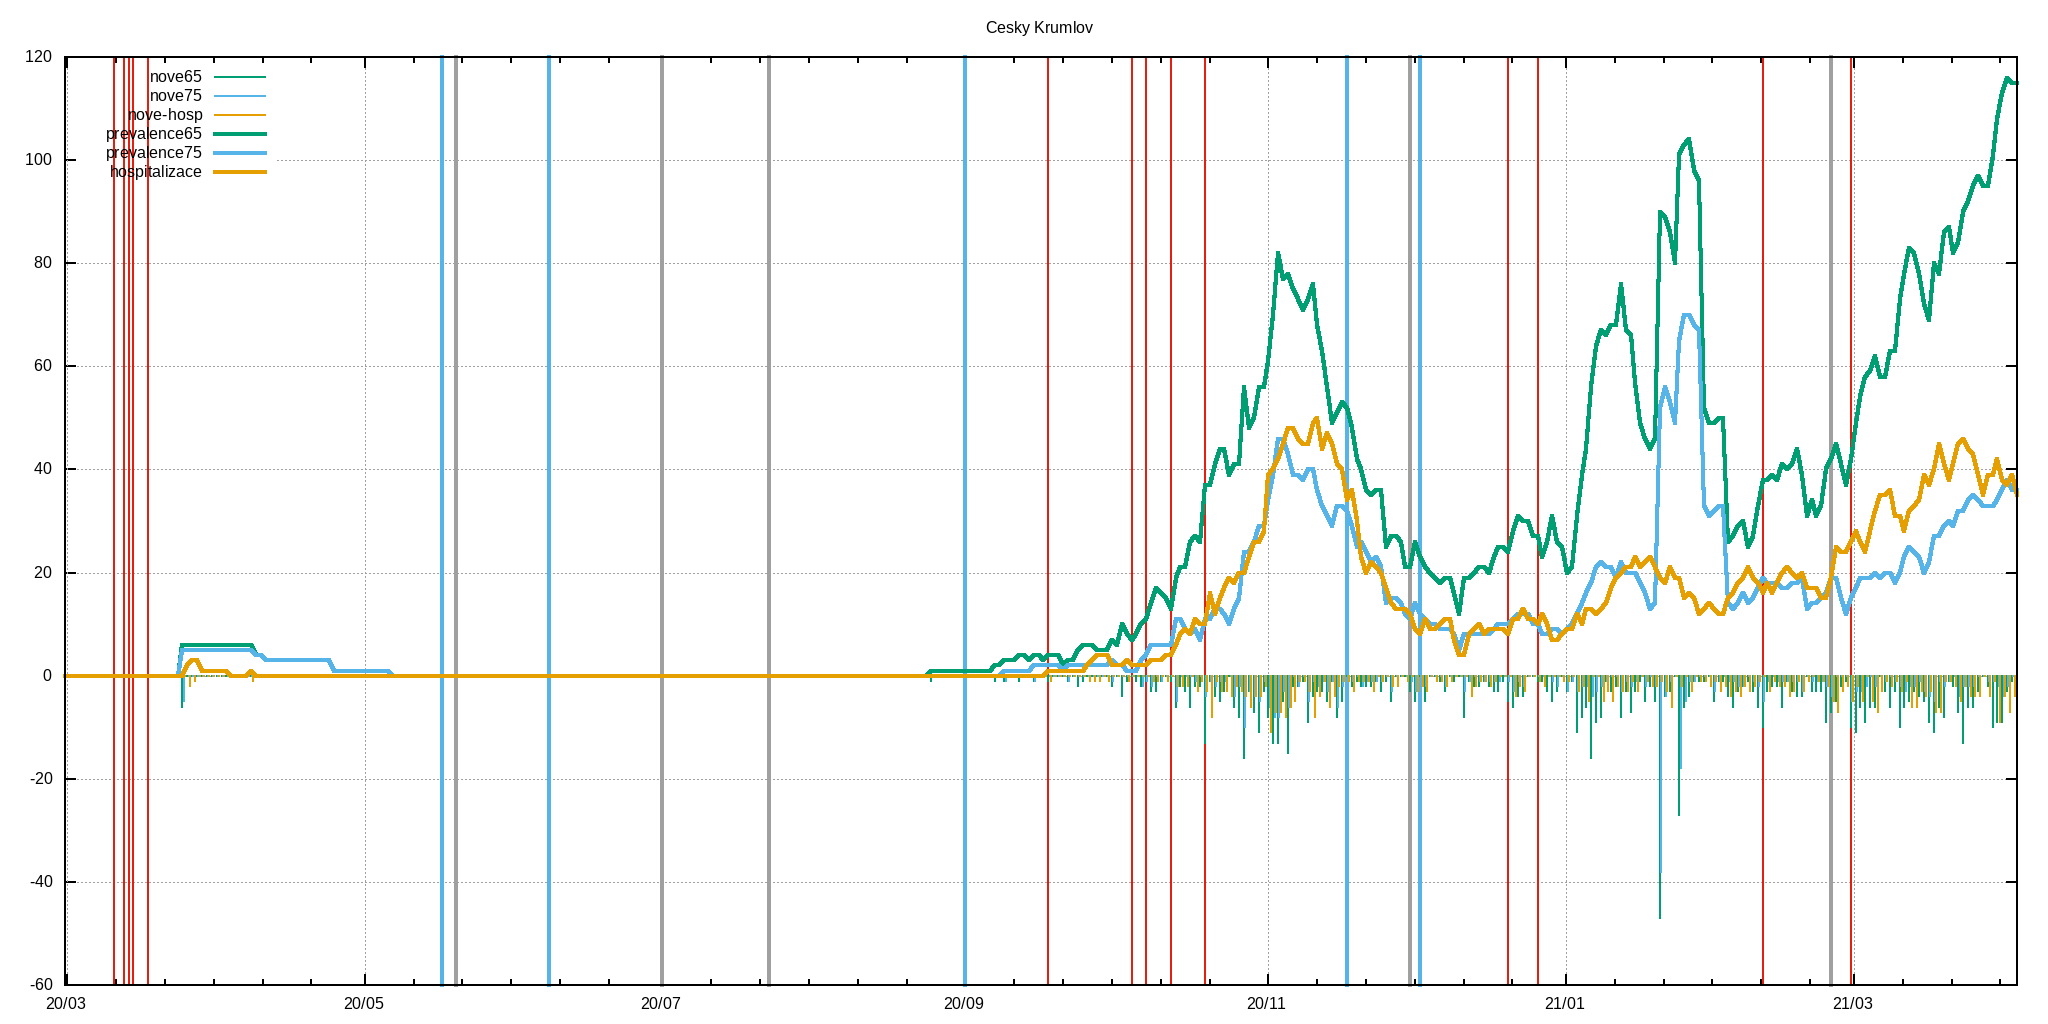 Cesky Krumlov
120
100
80
60
40
20
0
-20
-40
-60
nove65
nove75
nove-hosp
prevalence65
prevalence75
hospitalizace
20/03 20/05 20/07 20/09 20/11 21/01 21/03